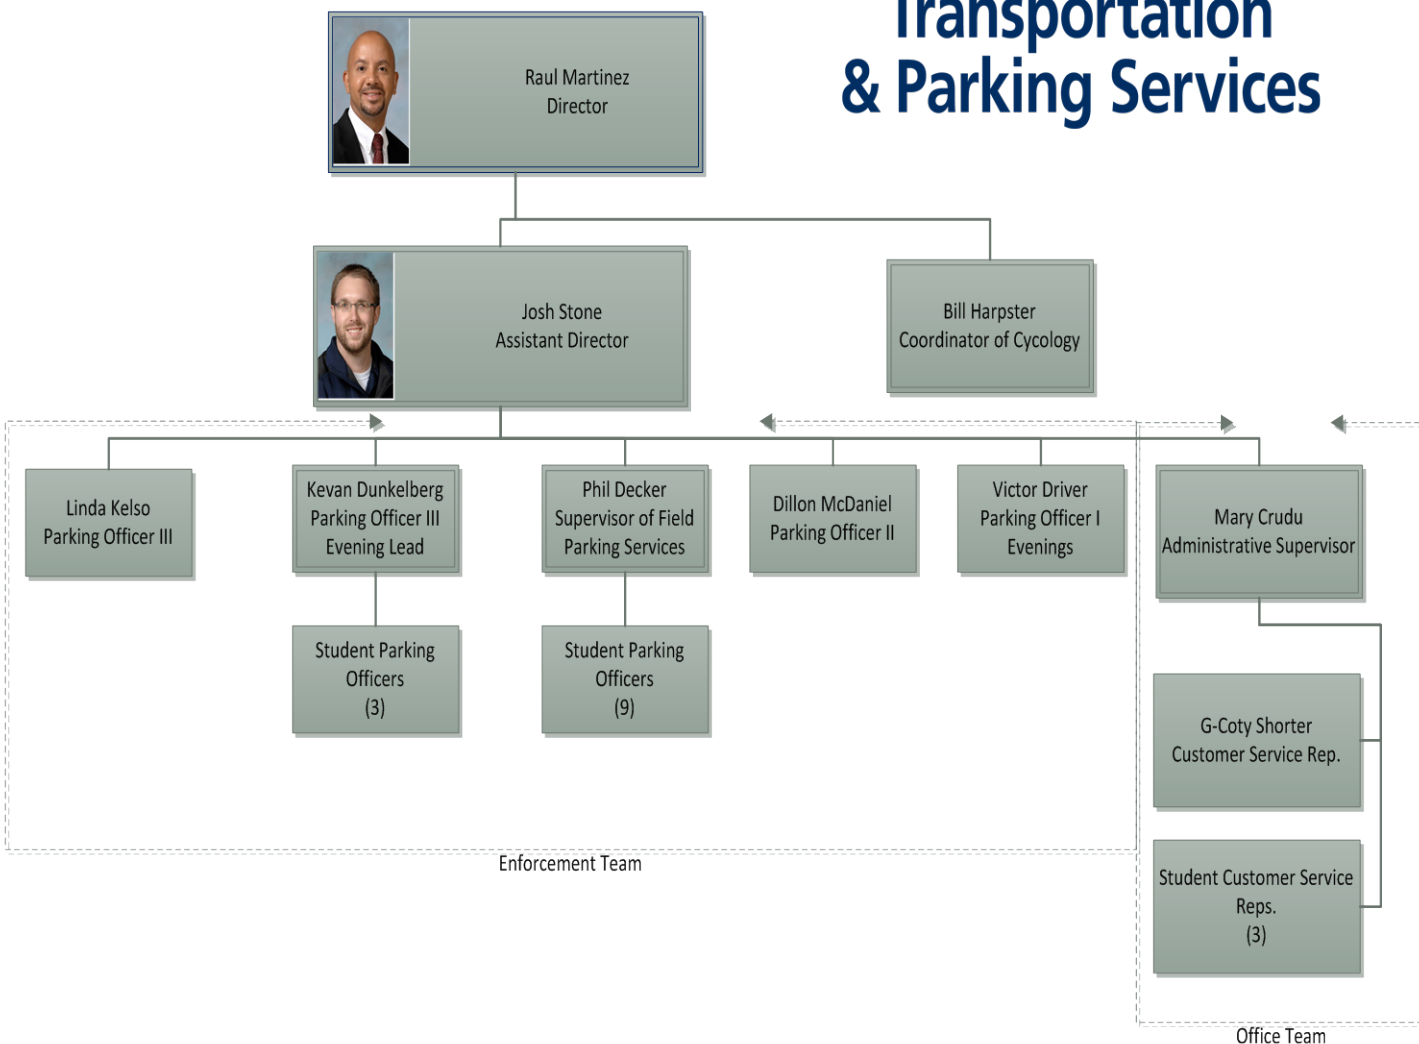 Transportation
& Parking Services
Raul Martinez
Director
Josh Stone
Assistant Director
Bill Harpster
Coordinator of Cycology
Linda Kelso
Parking Officer III
Kevan Dunkelberg
Parking Officer III
Evening Lead
Phil Decker
Supervisor of Field
Parking Services
Dillon McDaniel
Parking Officer II
Victor Driver
Parking Officer I
Evenings
Mary Crudu
Administrative Supervisor
Student Parking
Officers
(3)
Student Parking
Officers
(9)
G-Coty Shorter
Customer Service Rep.
Student Customer Service
Reps.
(3)
Enforcement Team
Office Team